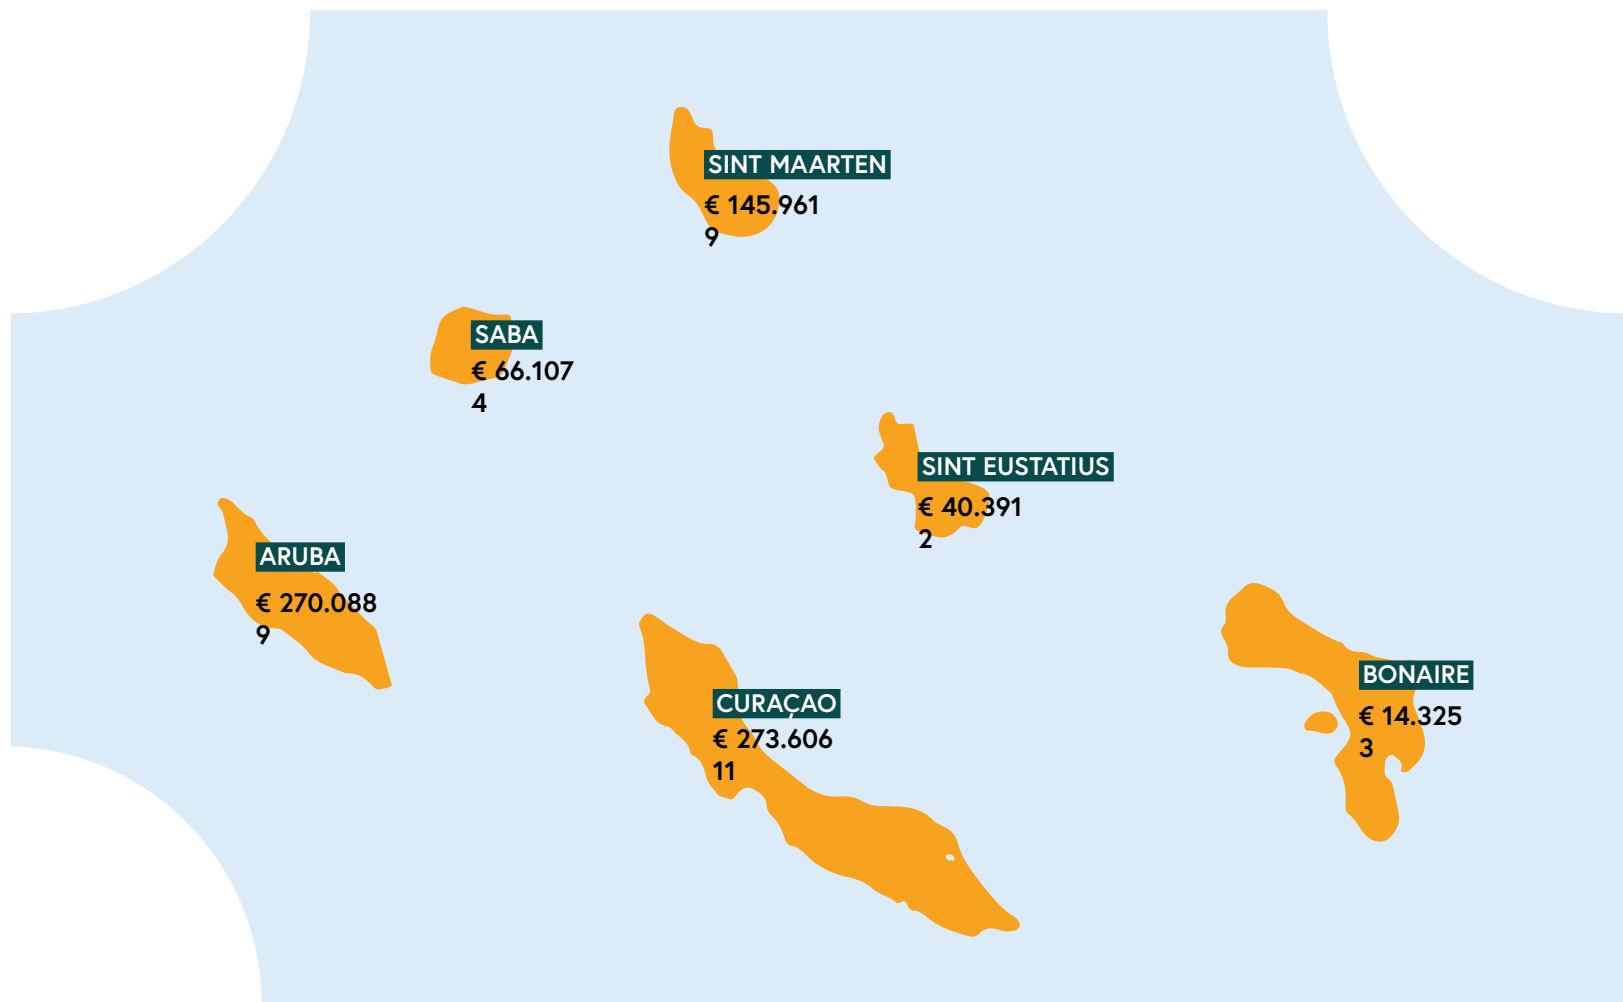 SINT MAARTEN
€ 145.961
9
SABA
€ 66.107
4
SINT EUSTATIUS
€ 40.391
2
ARUBA
€ 270.088
9
CURAÇAO
€ 273.606
11
BONAIRE
€ 14.325
3